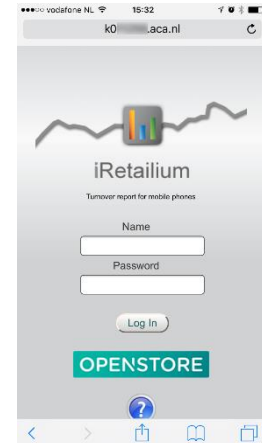 vodafone NL 15:32
k0 .aca.nl
iRetailium
Turnover report for mobile phones
Name
Password
Log In
OPENSTORE
?